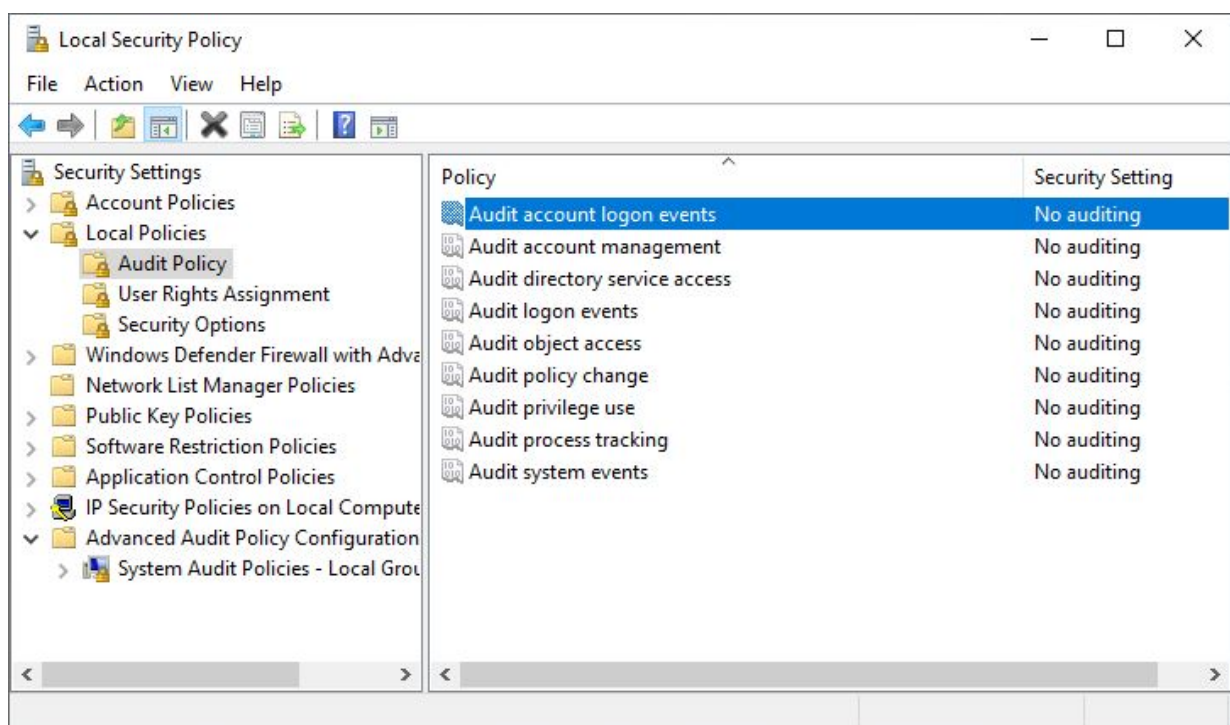 Local Security Policy
File Action View Help
Security Settings
Account Policies
Local Policies
Audit Policy
User Rights Assignment
Security Options
Windows Defender Firewall with Adva
Network List Manager Policies
Public Key Policies
Software Restriction Policies
Application Control Policies
IP Security Policies on Local Compute
Advanced Audit Policy Configuration
System Audit Policies - Local Grou
Policy Security Setting
Audit account logon events No auditing
Audit account management No auditing
Audit directory service access No auditing
Audit logon events No auditing
Audit object access No auditing
Audit policy change No auditing
Audit privilege use No auditing
Audit process tracking No auditing
Audit system events No auditing